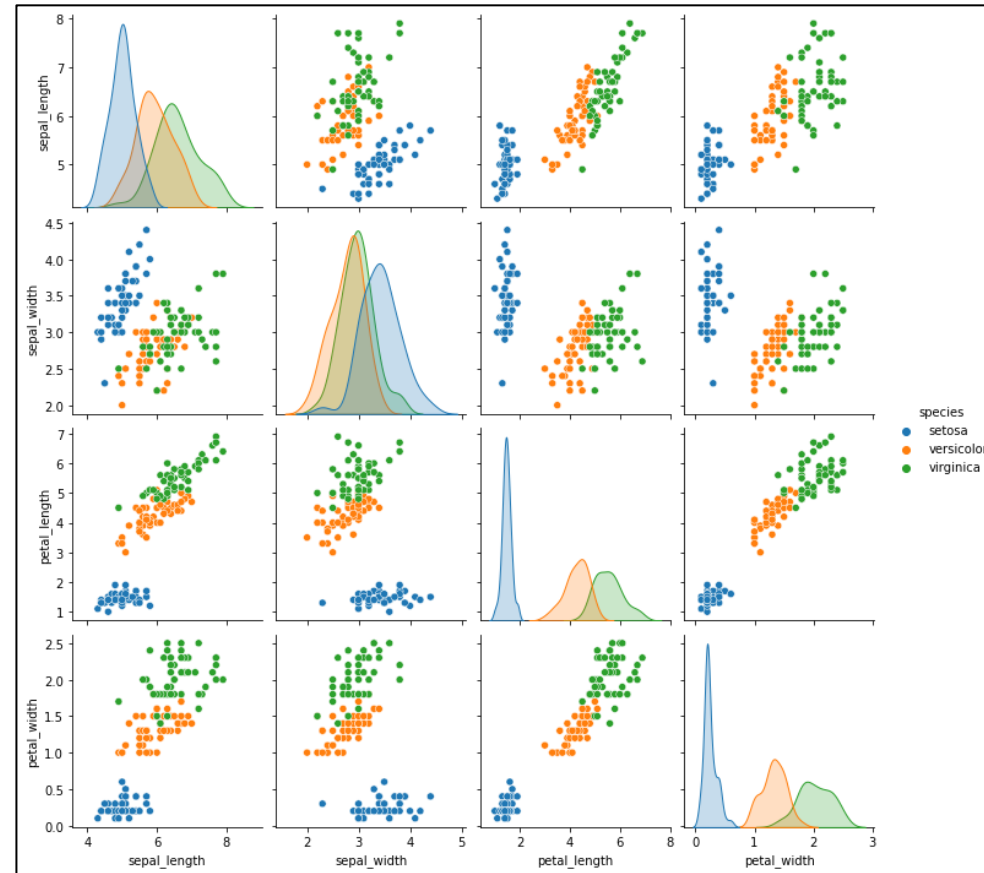 8
7
6
5
sepal_length
4.5
4.0
3.5
3.0
2.5
2.0
sepal_width
7
6
5
4
3
2
1
petal_length
2.5
2.0
1.5
1.0
0.5
0.0
petal_width
4 6 8
sepal_length
2 3 4 5
sepal_width
2 4 6 8
petal_length
0 1 2 3
petal_width
species
setosa
versicolor
virginica